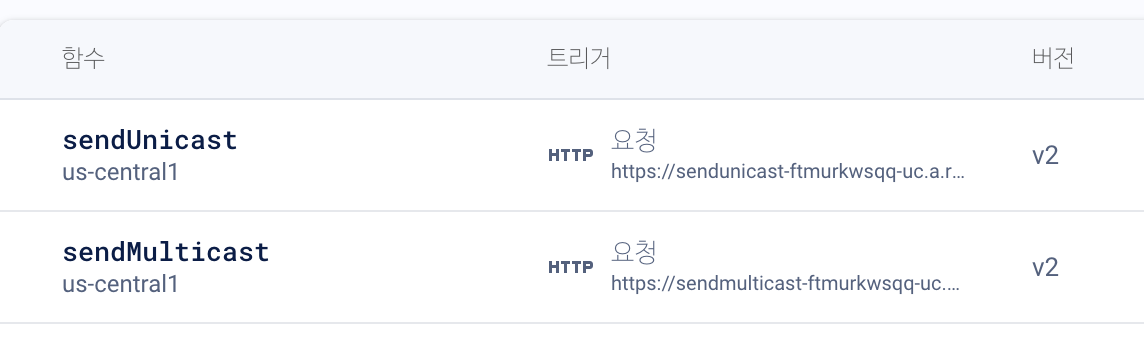 함수 트리거 버전
sendUnicast
us-central1
HTTP
요청
https://sendunicast-ftmurkwsqq-uc.a.r...
v2
sendMulticast
us-central1
HTTP
요청
https://sendmulticast-ftmurkwsqq-uc....
v2